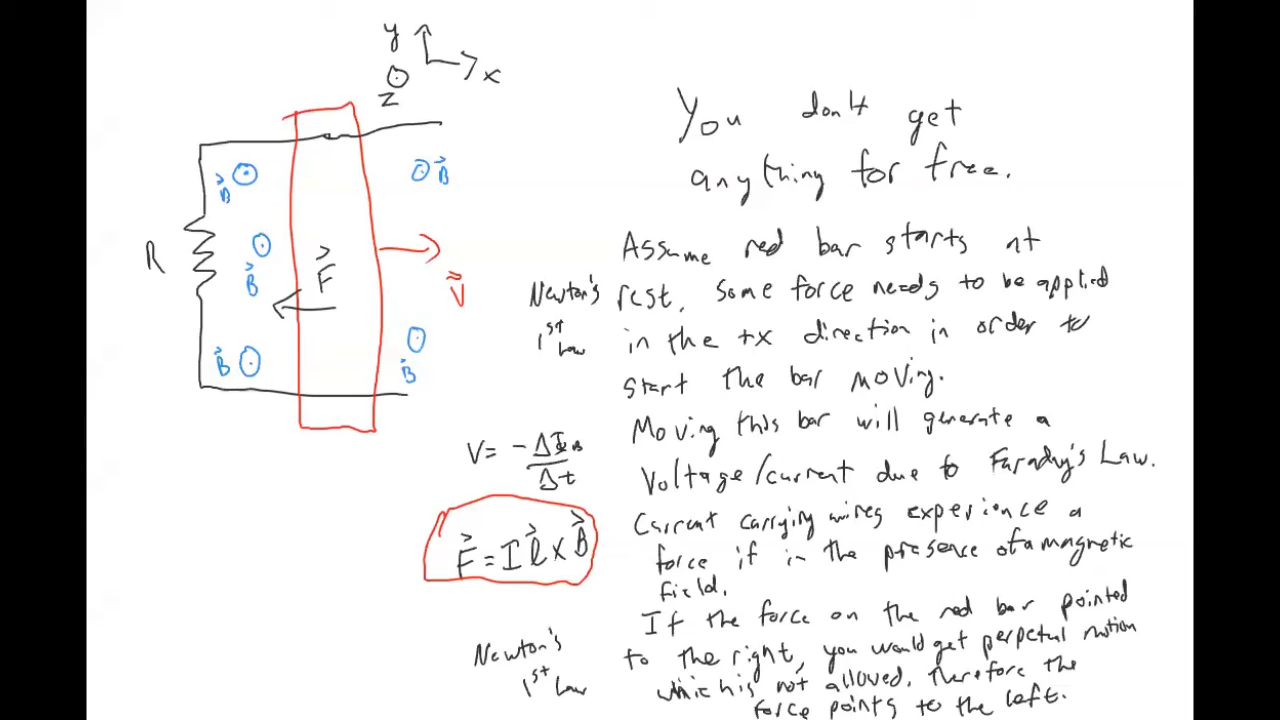 y
x
z
You don't get
anything for free.
B
B
R
B
F
V
B
B
Assume red bar starts at
Newton's
1st Law
rest. Some force needs to be applied
in the +x direction in order to
start the bar moving.
V = -ΔΦB/Δt
Moving this bar will generate a
Voltage/current due to Faraday's Law.
F = I l x B
Current carrying wires experience a
force if in the presence of a magnetic
field.
Newton's
1st Law
If the force on the red bar pointed
to the right, you would get perpetul motion
which is not allowed. therefore the
force points to the left.